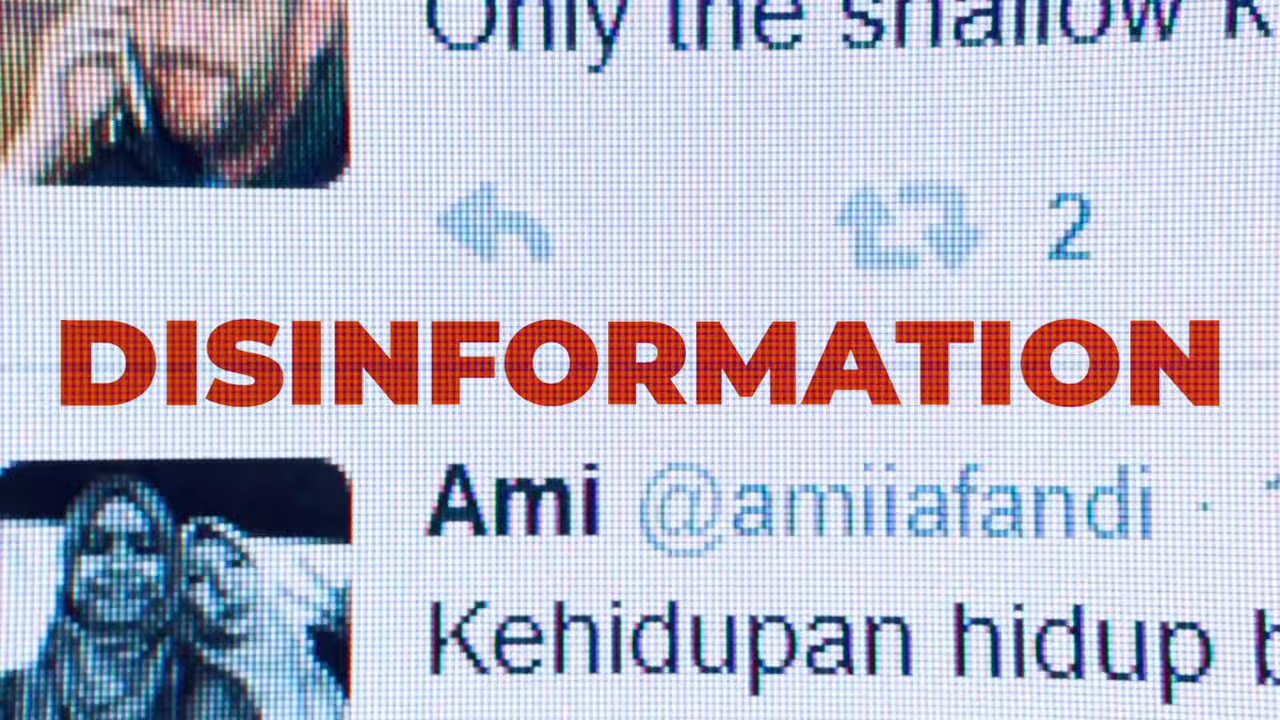 Only the shallow k
2
DISINFORMATION
Ami @amiiafandi ·
Kehidupan hidup b